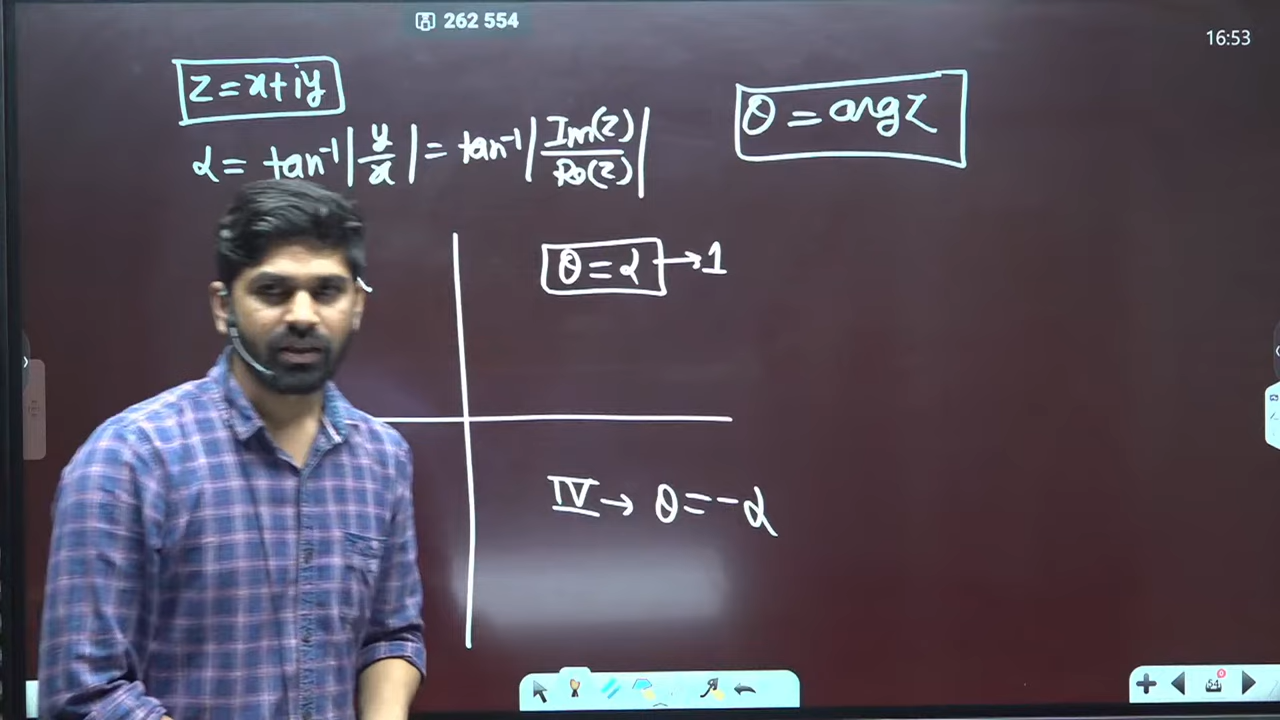 262 554
16:53
z = x + iy
θ = arg z
α = tan⁻¹ |y/x| = tan⁻¹ |Im(z)/Re(z)|
θ = α → 1
IV → θ = -α